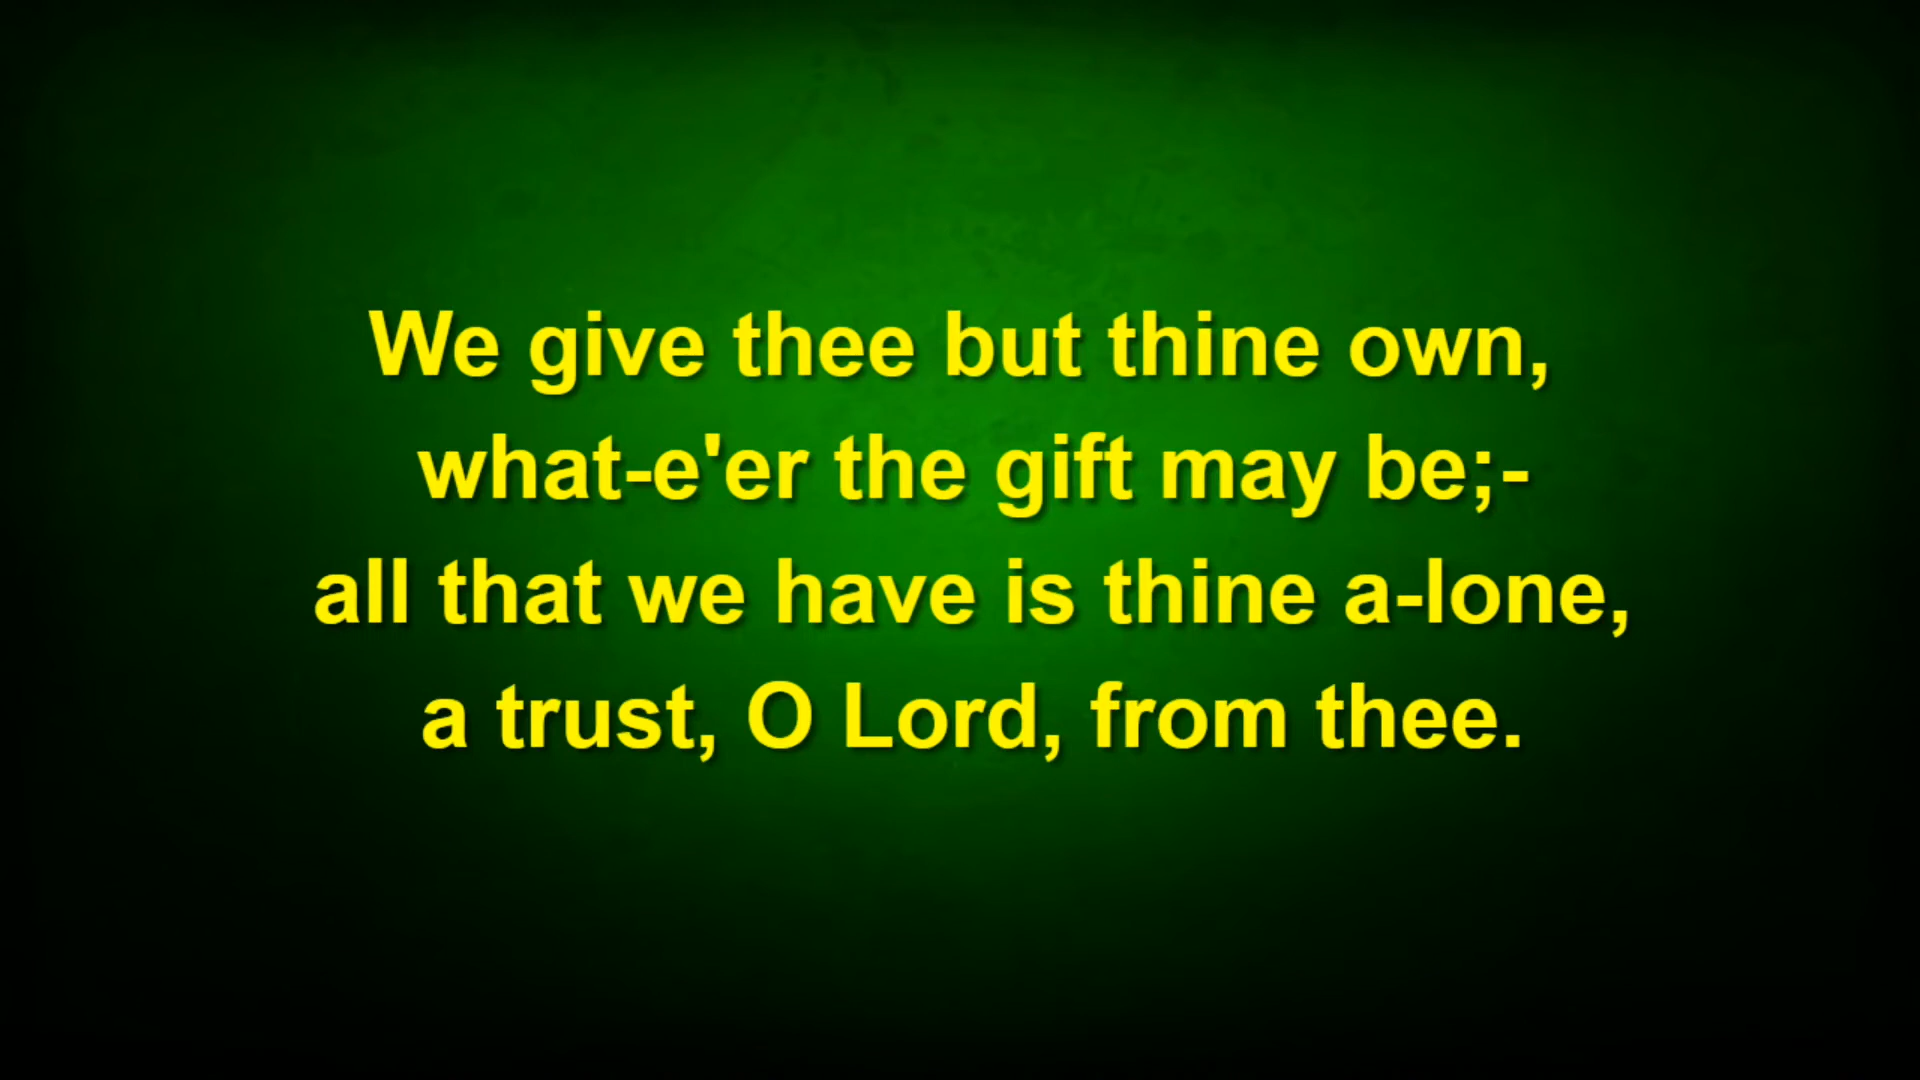 We give thee but thine own,
what-e'er the gift may be;-
all that we have is thine a-lone,
a trust, O Lord, from thee.